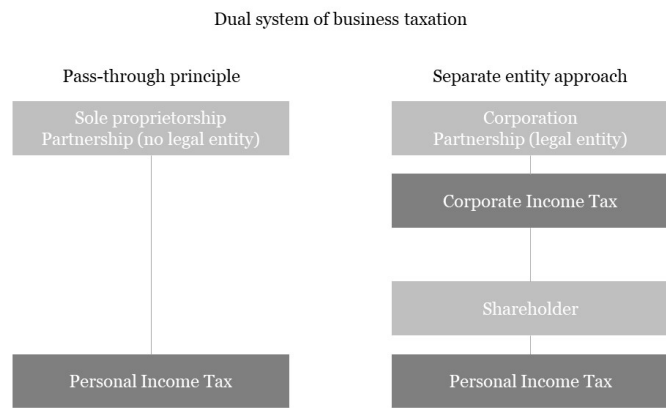 Dual system of business taxation
Pass-through principle
Sole proprietorship
Partnership (no legal entity)
Personal Income Tax
Separate entity approach
Corporation
Partnership (legal entity)
Corporate Income Tax
Shareholder
Personal Income Tax